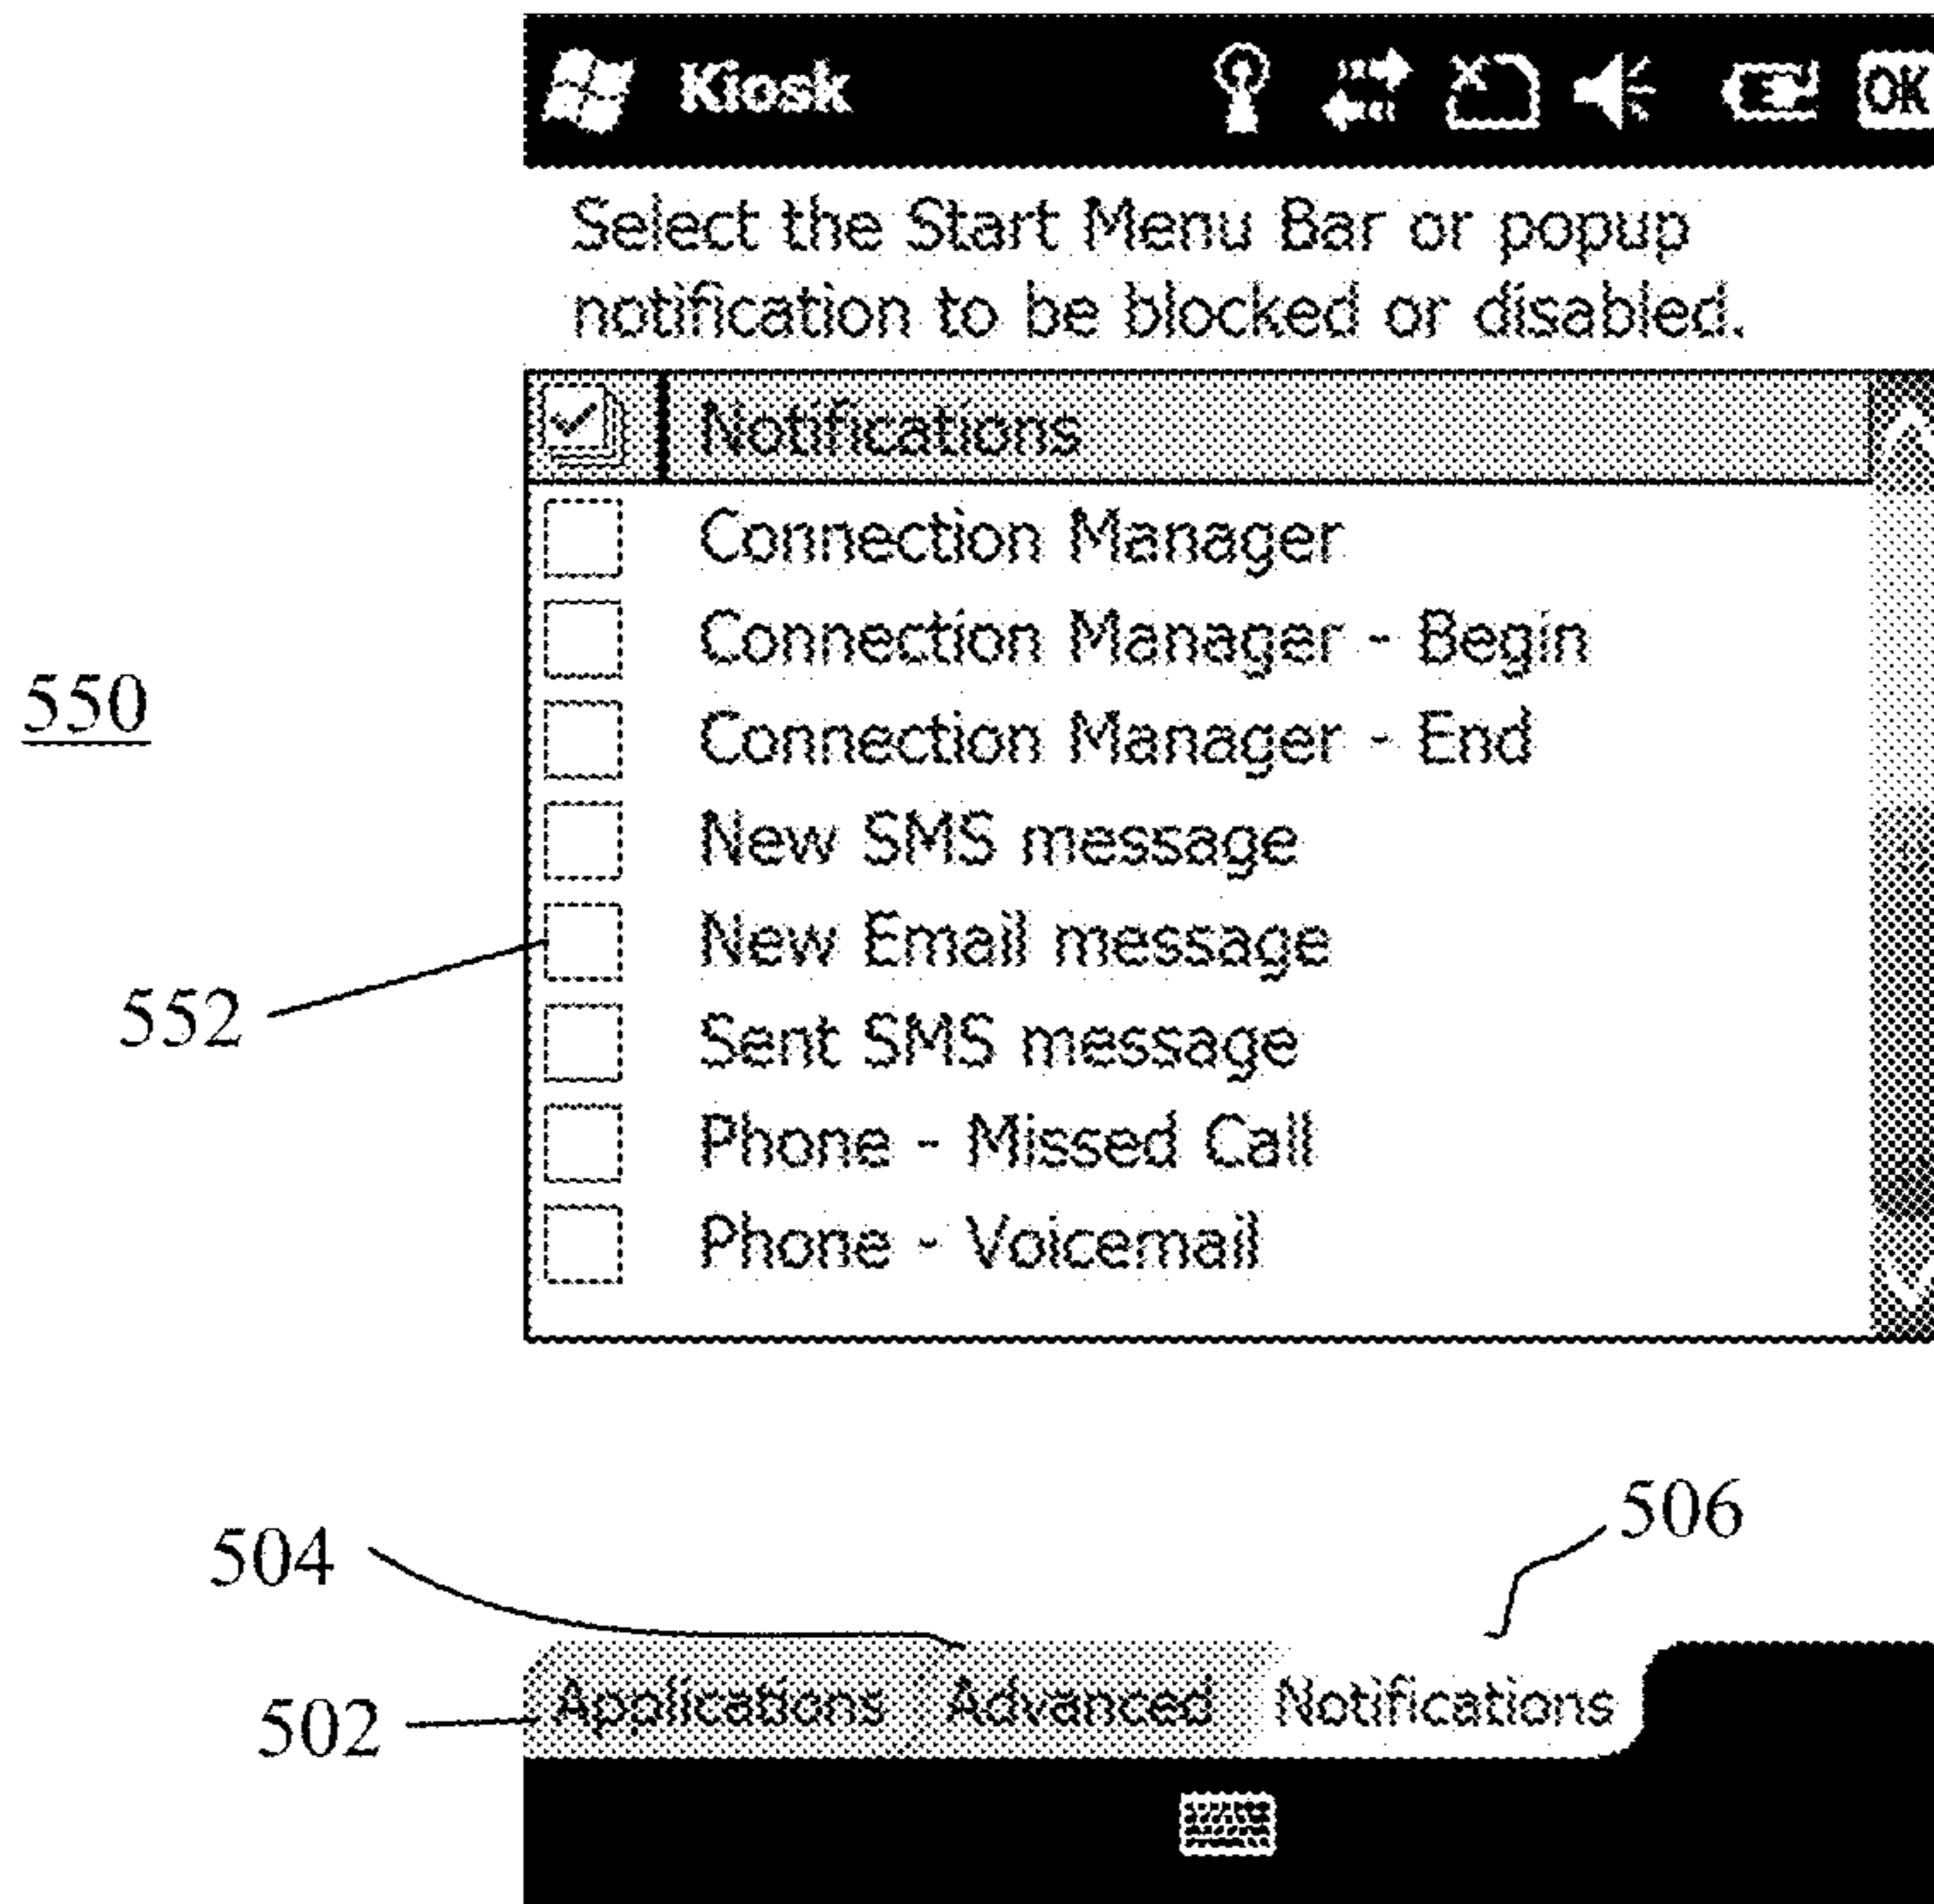 Kiosk OK
Select the Start Menu Bar or popup
notification to be blocked or disabled.
Notifications
Connection Manager
Connection Manager - Begin
550
Connection Manager - End
New SMS message
New Email message
552
Sent SMS message
Phone - Missed Call
Phone - Voicemail
506
504
502
Applications Advanced Notifications